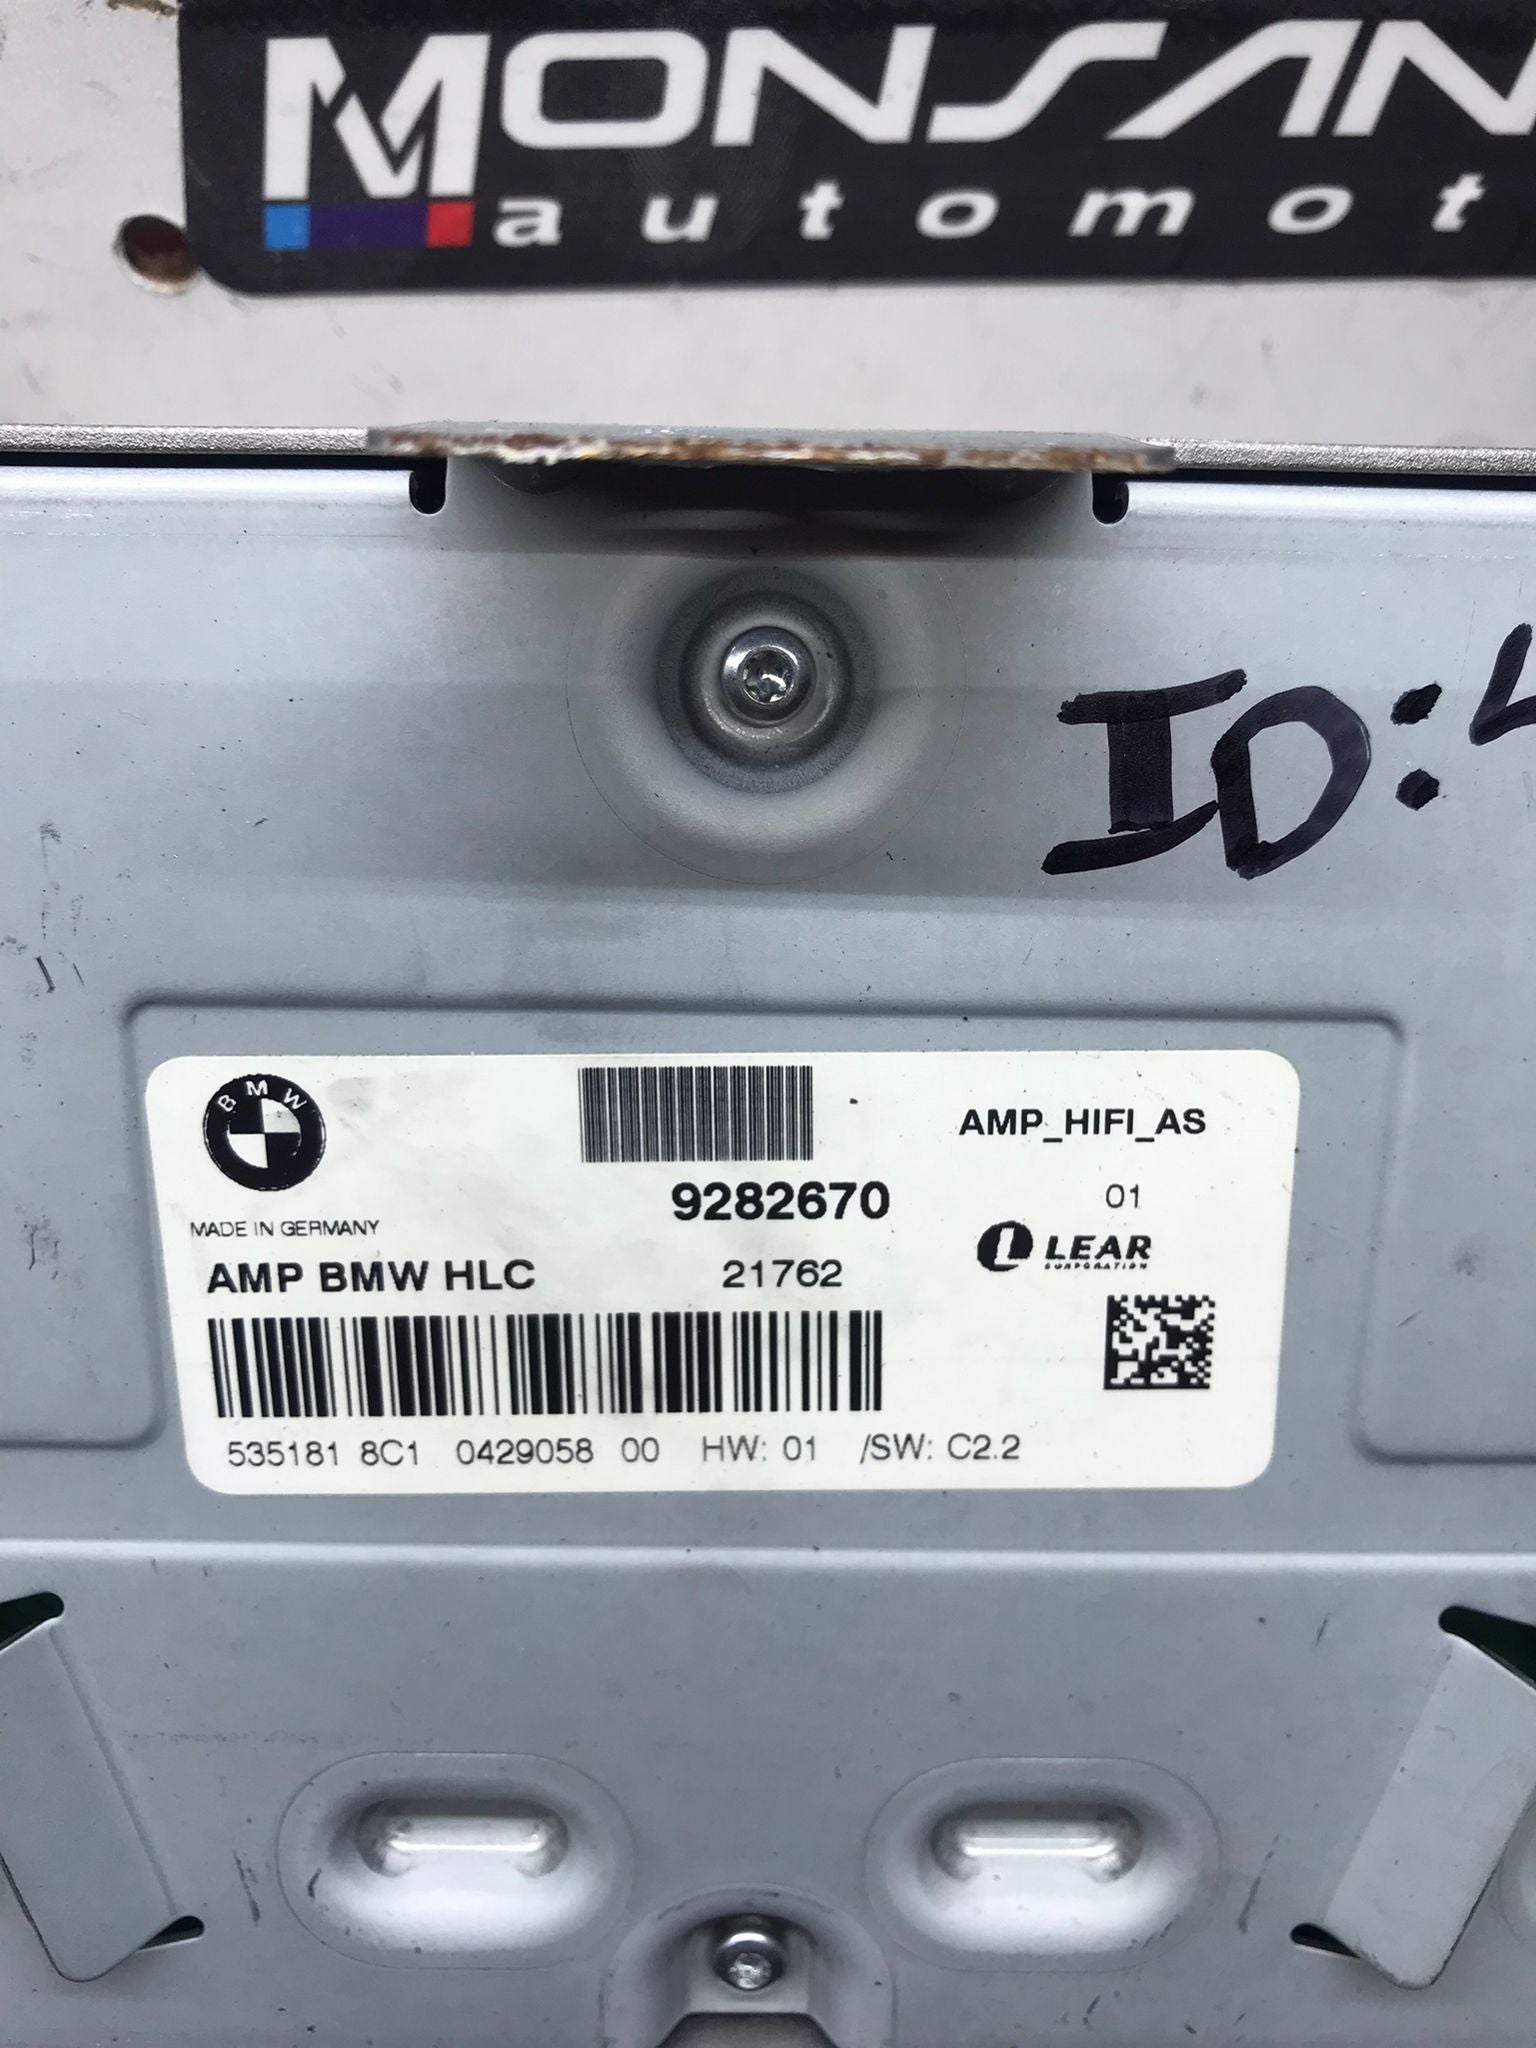 MONSAN
automot
ID:
BMW
AMP_HIFI_AS
9282670
01
MADE IN GERMANY
LEAR
CORPORATION
AMP BMW HLC 21762
535181 8C1 0429058 00 HW: 01 /SW: C2.2